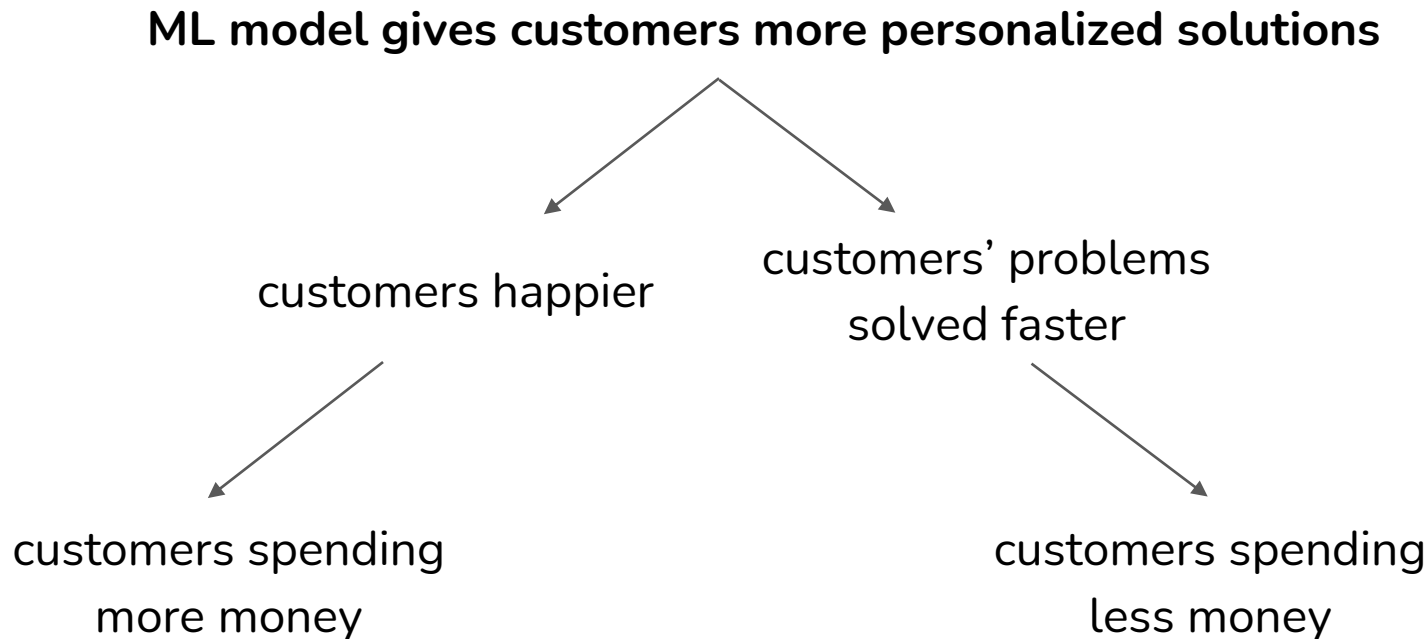 ML model gives customers more personalized solutions
customers happier
customers’ problems
solved faster
customers spending
more money
customers spending
less money